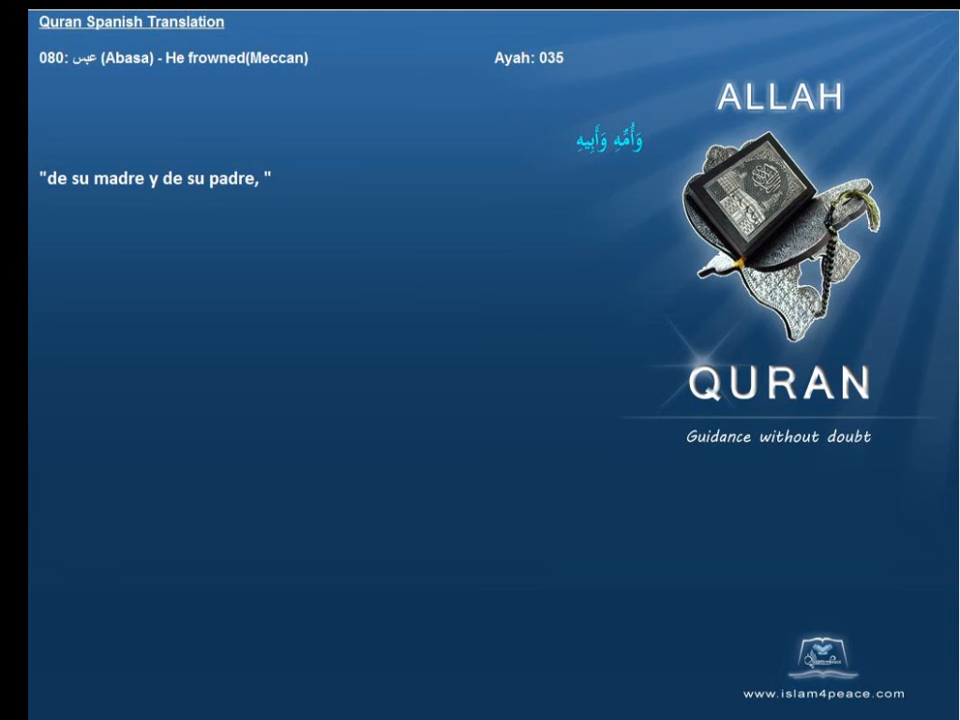 Quran Spanish Translation
080: عبس (Abasa) - He frowned(Meccan) Ayah: 035
ALLAH
وَأُمِّهِ وَأَبِيهِ
"de su madre y de su padre, "
QURAN
Guidance without doubt
www.islam4peace.com